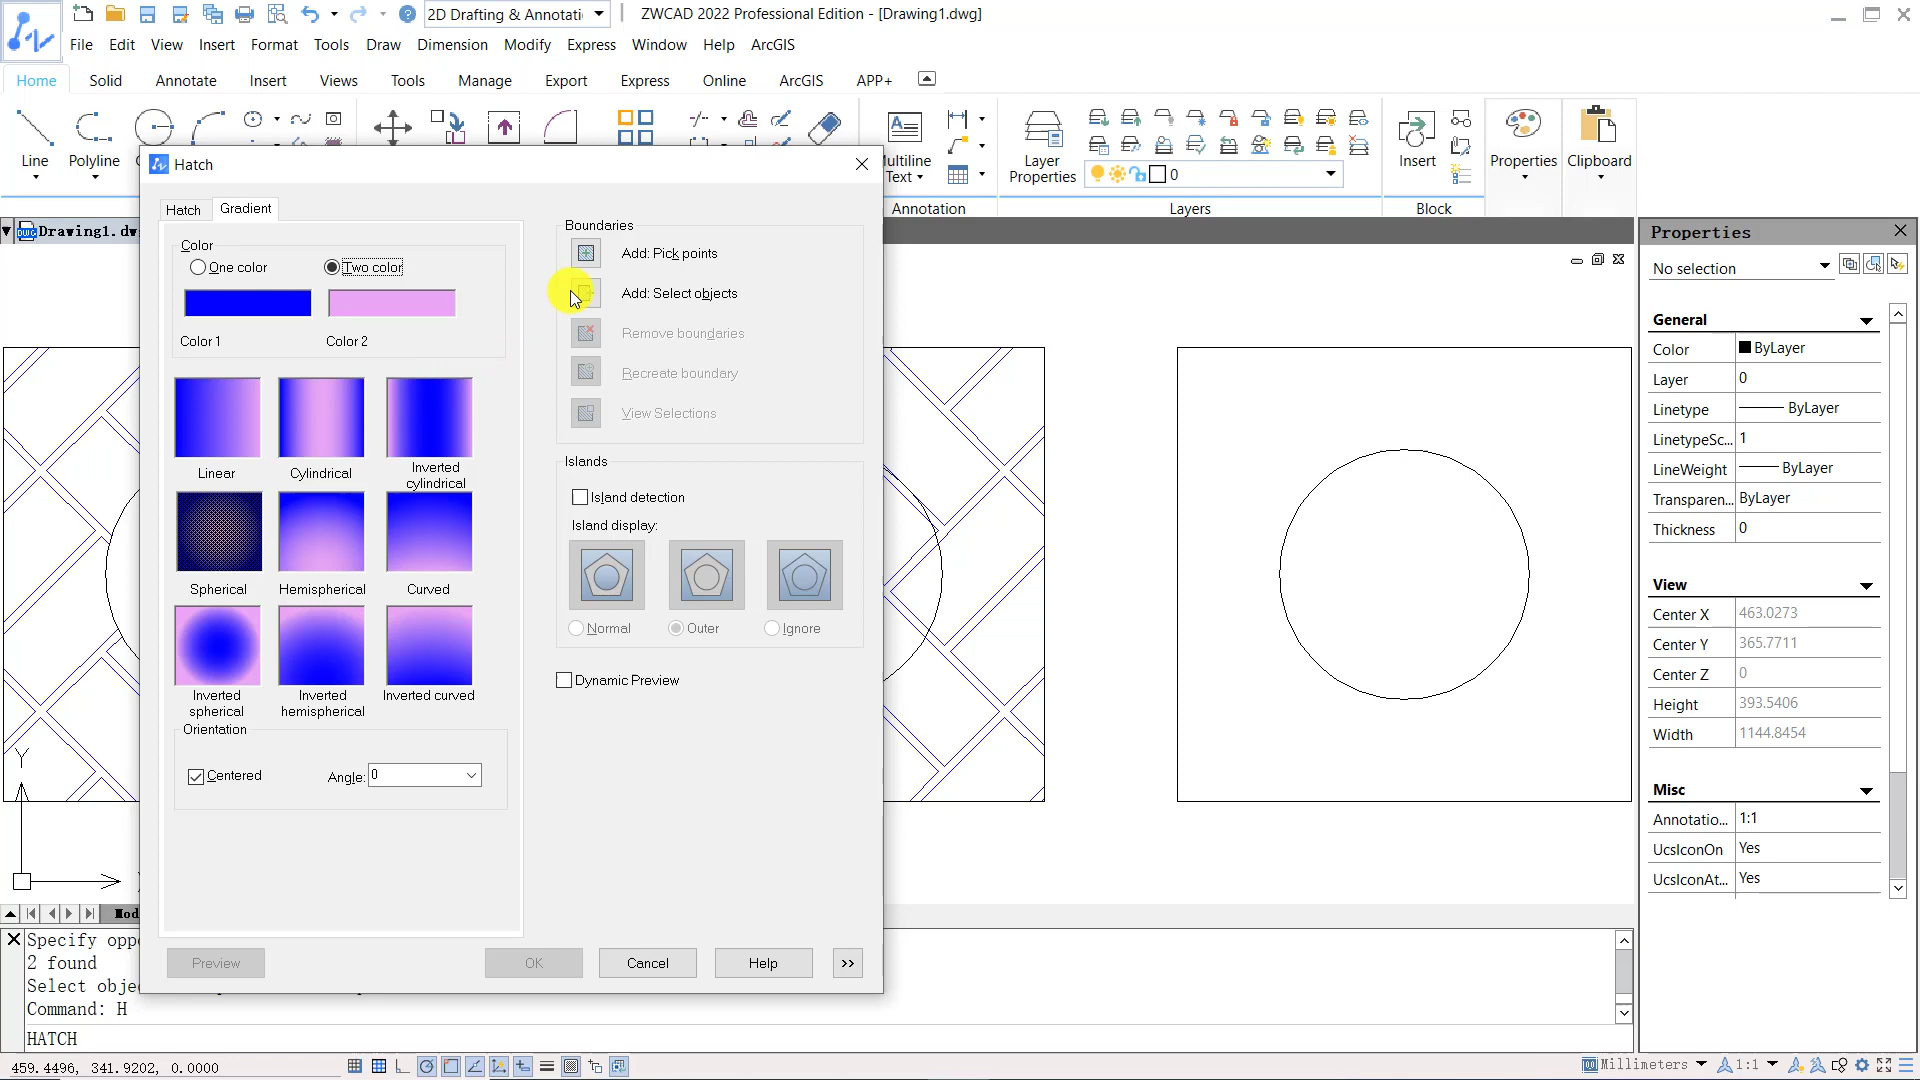 2D Drafting & Annotati
ZWCAD 2022 Professional Edition - [Drawing1.dwg]
File Edit View Insert Format Tools Draw Dimension Modify Express Window Help ArcGIS
Home Solid Annotate Insert Views Tools Manage Export Express Online ArcGIS APP+
Line Polyline
Multiline Text
Layer Properties
0
Insert
Properties
Clipboard
Annotation Layers Block
Drawing1.dw
Hatch
Hatch Gradient
Color
One color Two color
Color 1 Color 2
Linear Cylindrical Inverted cylindrical
Spherical Hemispherical Curved
Inverted spherical Inverted hemispherical Inverted curved
Orientation
Centered Angle: 0
Boundaries
Add: Pick points
Add: Select objects
Remove boundaries
Recreate boundary
View Selections
Islands
Island detection
Island display:
Normal Outer Ignore
Dynamic Preview
Preview OK Cancel Help >>
Properties
No selection
General
Color ByLayer
Layer 0
Linetype ByLayer
LinetypeSc... 1
LineWeight ByLayer
Transparen... ByLayer
Thickness 0
View
Center X 463.0273
Center Y 365.7711
Center Z 0
Height 393.5406
Width 1144.8454
Misc
Annotatio... 1:1
UcsIconOn Yes
UcsIconAt... Yes
Y
Mod
Specify oppo
2 found
Select obje
Command: H
HATCH
459.4496, 341.9202, 0.0000
Millimeters 1:1